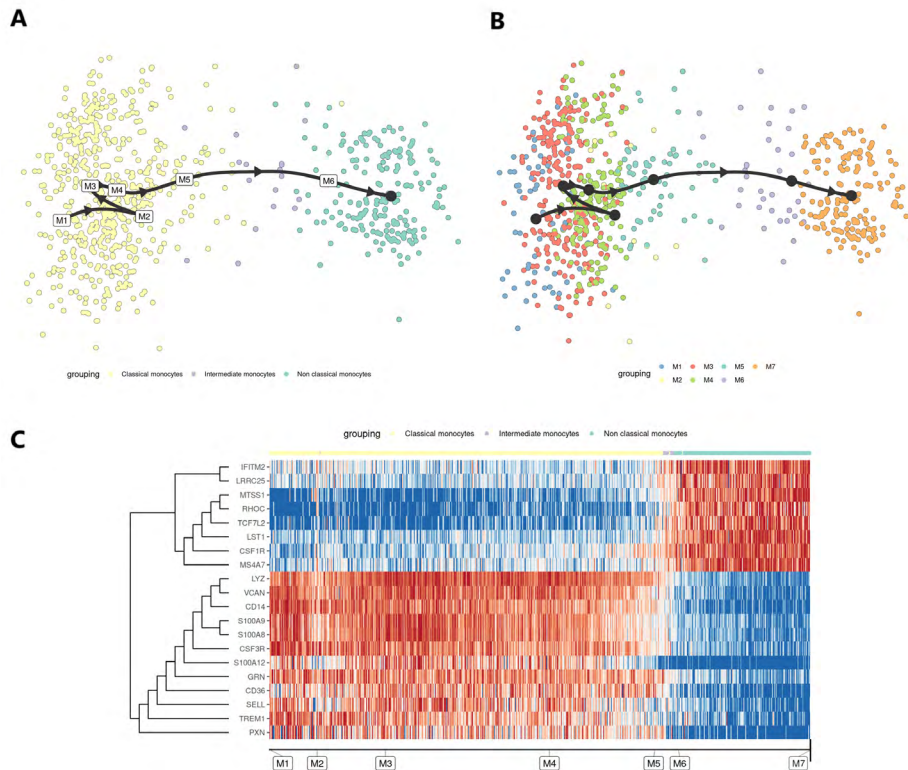 A
B
M3 M4 M5 M6
M1 M2
grouping Classical monocytes Intermediate monocytes Non classical monocytes
grouping M1 M3 M5 M7
M2 M4 M6
C
grouping Classical monocytes Intermediate monocytes Non classical monocytes
IFITM2
LRRC25
MTSS1
RHOC
TCF7L2
LST1
CSF1R
MS4A7
LYZ
VCAN
CD14
S100A9
S100A8
CSF3R
S100A12
GRN
CD36
SELL
TREM1
PXN
M1 M2 M3 M4 M5 M6 M7